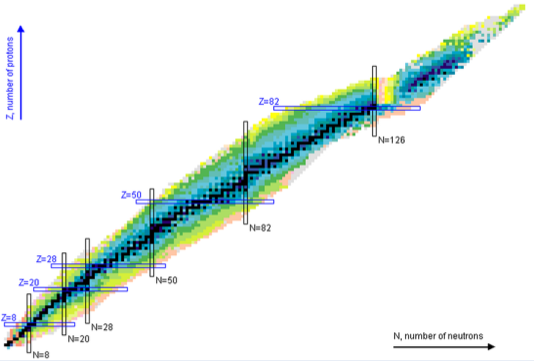 Z, number of protons
Z=82
N=126
Z=50
N=82
Z=28
N=50
Z=20
N=28
Z=8
N=20
N=8
N, number of neutrons